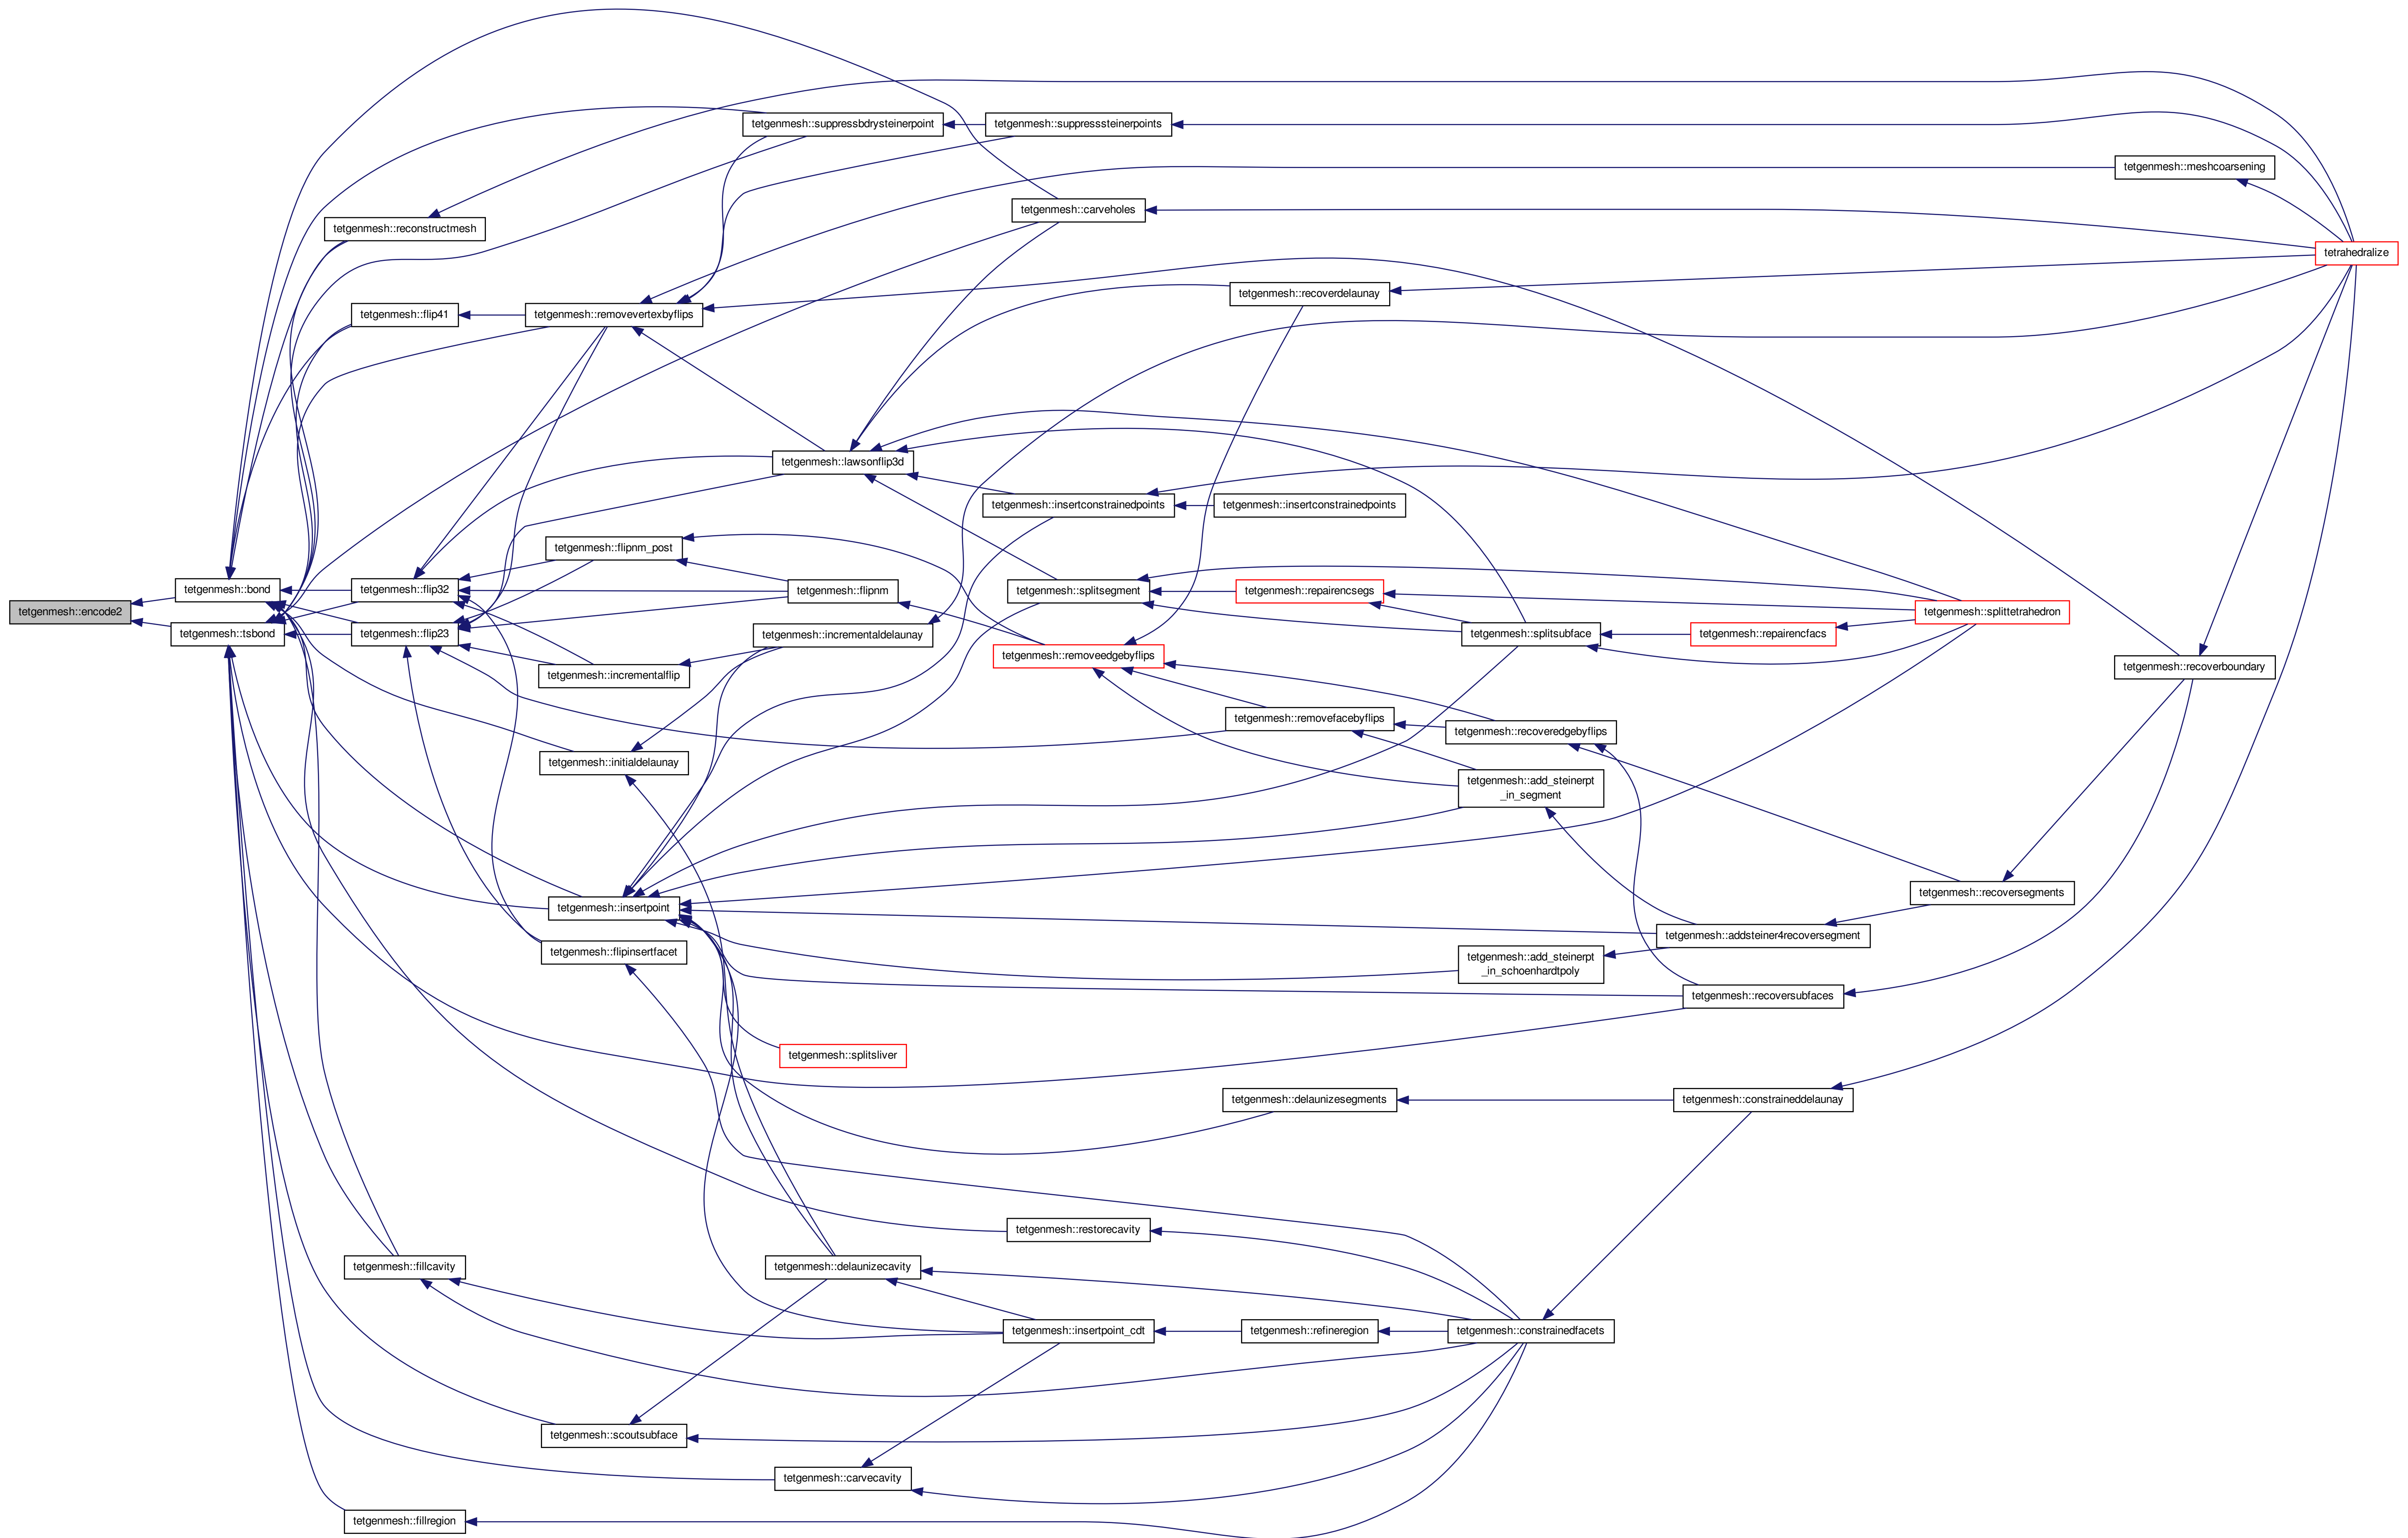 tetgenmesh::encode2
tetgenmesh::bond
tetgenmesh::tsbond
tetgenmesh::reconstructmesh
tetgenmesh::flip41
tetgenmesh::flip32
tetgenmesh::flip23
tetgenmesh::fillcavity
tetgenmesh::fillregion
tetgenmesh::removevertexbyflips
tetgenmesh::flipnm_post
tetgenmesh::incrementalflip
tetgenmesh::initialdelaunay
tetgenmesh::insertpoint
tetgenmesh::flipinsertfacet
tetgenmesh::scoutsubface
tetgenmesh::suppressbdrysteinerpoint
tetgenmesh::lawsonflip3d
tetgenmesh::flipnm
tetgenmesh::incrementaldelaunay
tetgenmesh::splitsliver
tetgenmesh::delaunizecavity
tetgenmesh::carvecavity
tetgenmesh::suppresssteinerpoints
tetgenmesh::carveholes
tetgenmesh::insertconstrainedpoints
tetgenmesh::splitsegment
tetgenmesh::removeedgebyflips
tetgenmesh::restorecavity
tetgenmesh::insertpoint_cdt
tetgenmesh::recoverdelaunay
tetgenmesh::insertconstrainedpoints
tetgenmesh::repairencsegs
tetgenmesh::removefacebyflips
tetgenmesh::delaunizesegments
tetgenmesh::refineregion
tetgenmesh::splitsubface
tetgenmesh::recoveredgebyflips
tetgenmesh::add_steinerpt
_in_segment
tetgenmesh::add_steinerpt
_in_schoenhardtpoly
tetgenmesh::constrainedfacets
tetgenmesh::repairencfacs
tetgenmesh::addsteiner4recoversegment
tetgenmesh::recoversubfaces
tetgenmesh::constraineddelaunay
tetgenmesh::splittetrahedron
tetgenmesh::recoversegments
tetgenmesh::meshcoarsening
tetgenmesh::recoverboundary
tetrahedralize